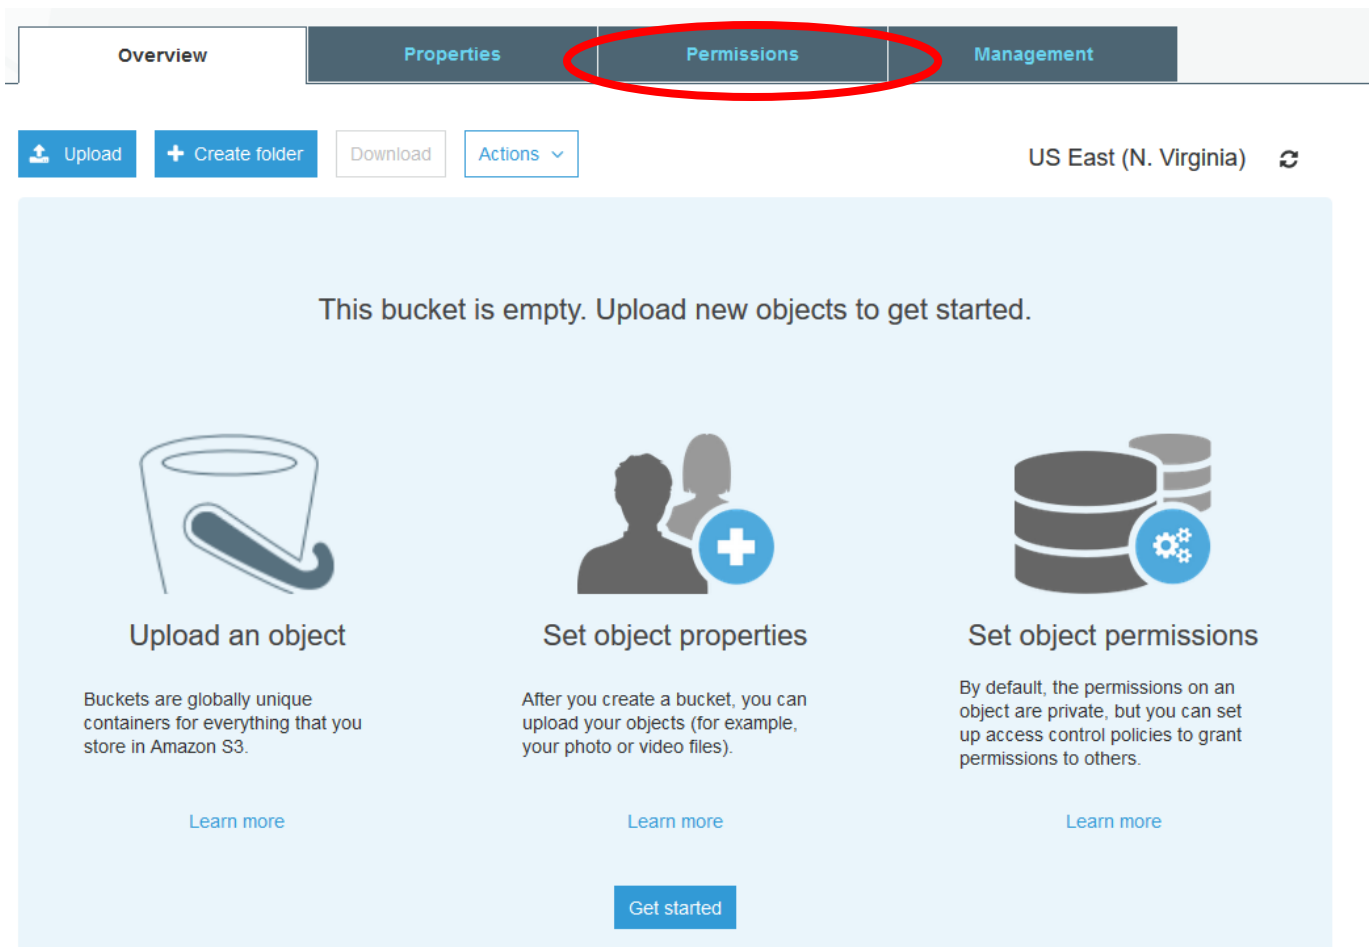 Overview Properties Permissions Management
Upload Create folder Download Actions US East (N. Virginia)
This bucket is empty. Upload new objects to get started.
Upload an object
Buckets are globally unique
containers for everything that you
store in Amazon S3.
Learn more
Set object properties
After you create a bucket, you can
upload your objects (for example,
your photo or video files).
Learn more
Set object permissions
By default, the permissions on an
object are private, but you can set
up access control policies to grant
permissions to others.
Learn more
Get started